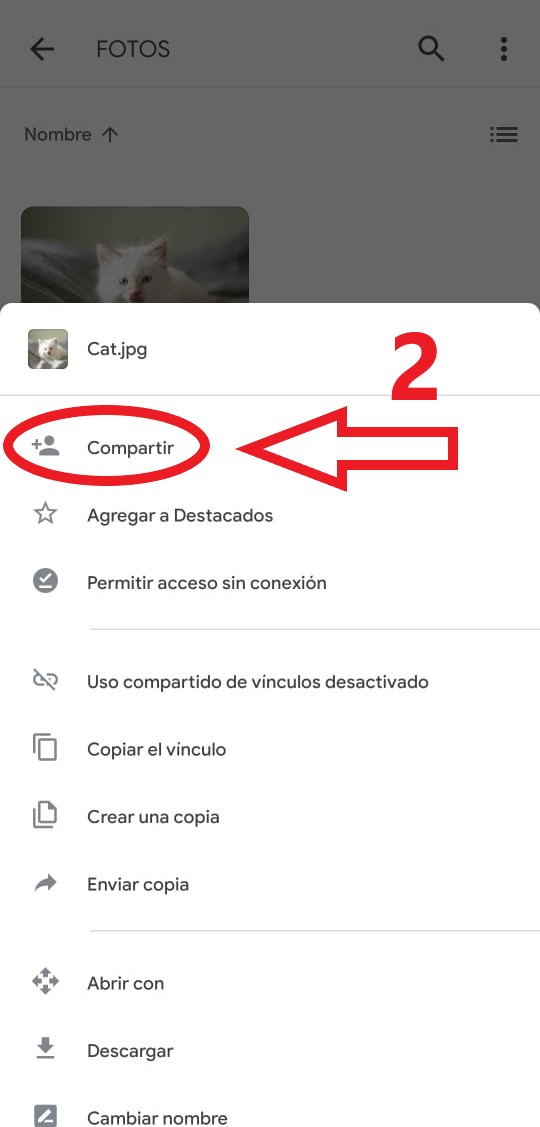 FOTOS
Nombre
Cat.jpg
2
Compartir
Agregar a Destacados
Permitir acceso sin conexión
Uso compartido de vínculos desactivado
Copiar el vínculo
Crear una copia
Enviar copia
Abrir con
Descargar
Cambiar nombre